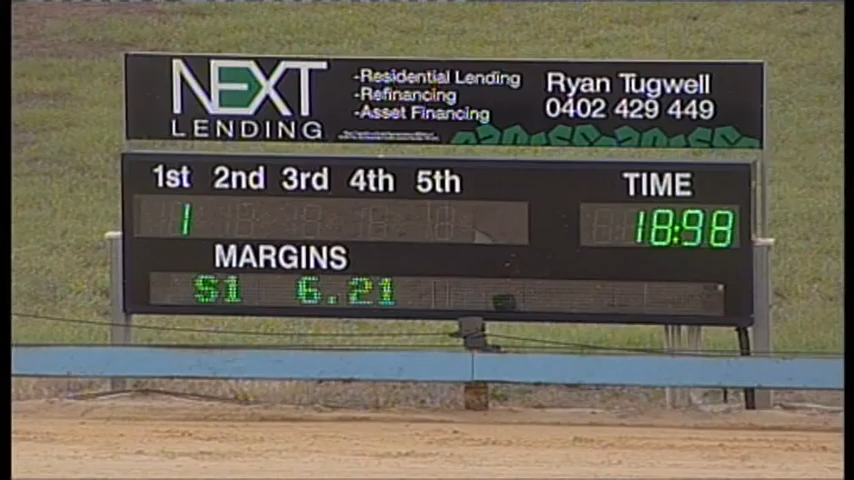 NEXT
LENDING
-Residential Lending
-Refinancing
-Asset Financing
Ryan Tugwell
0402 429 449
1st 2nd 3rd 4th 5th
TIME
1
18:98
MARGINS
S1 6.21